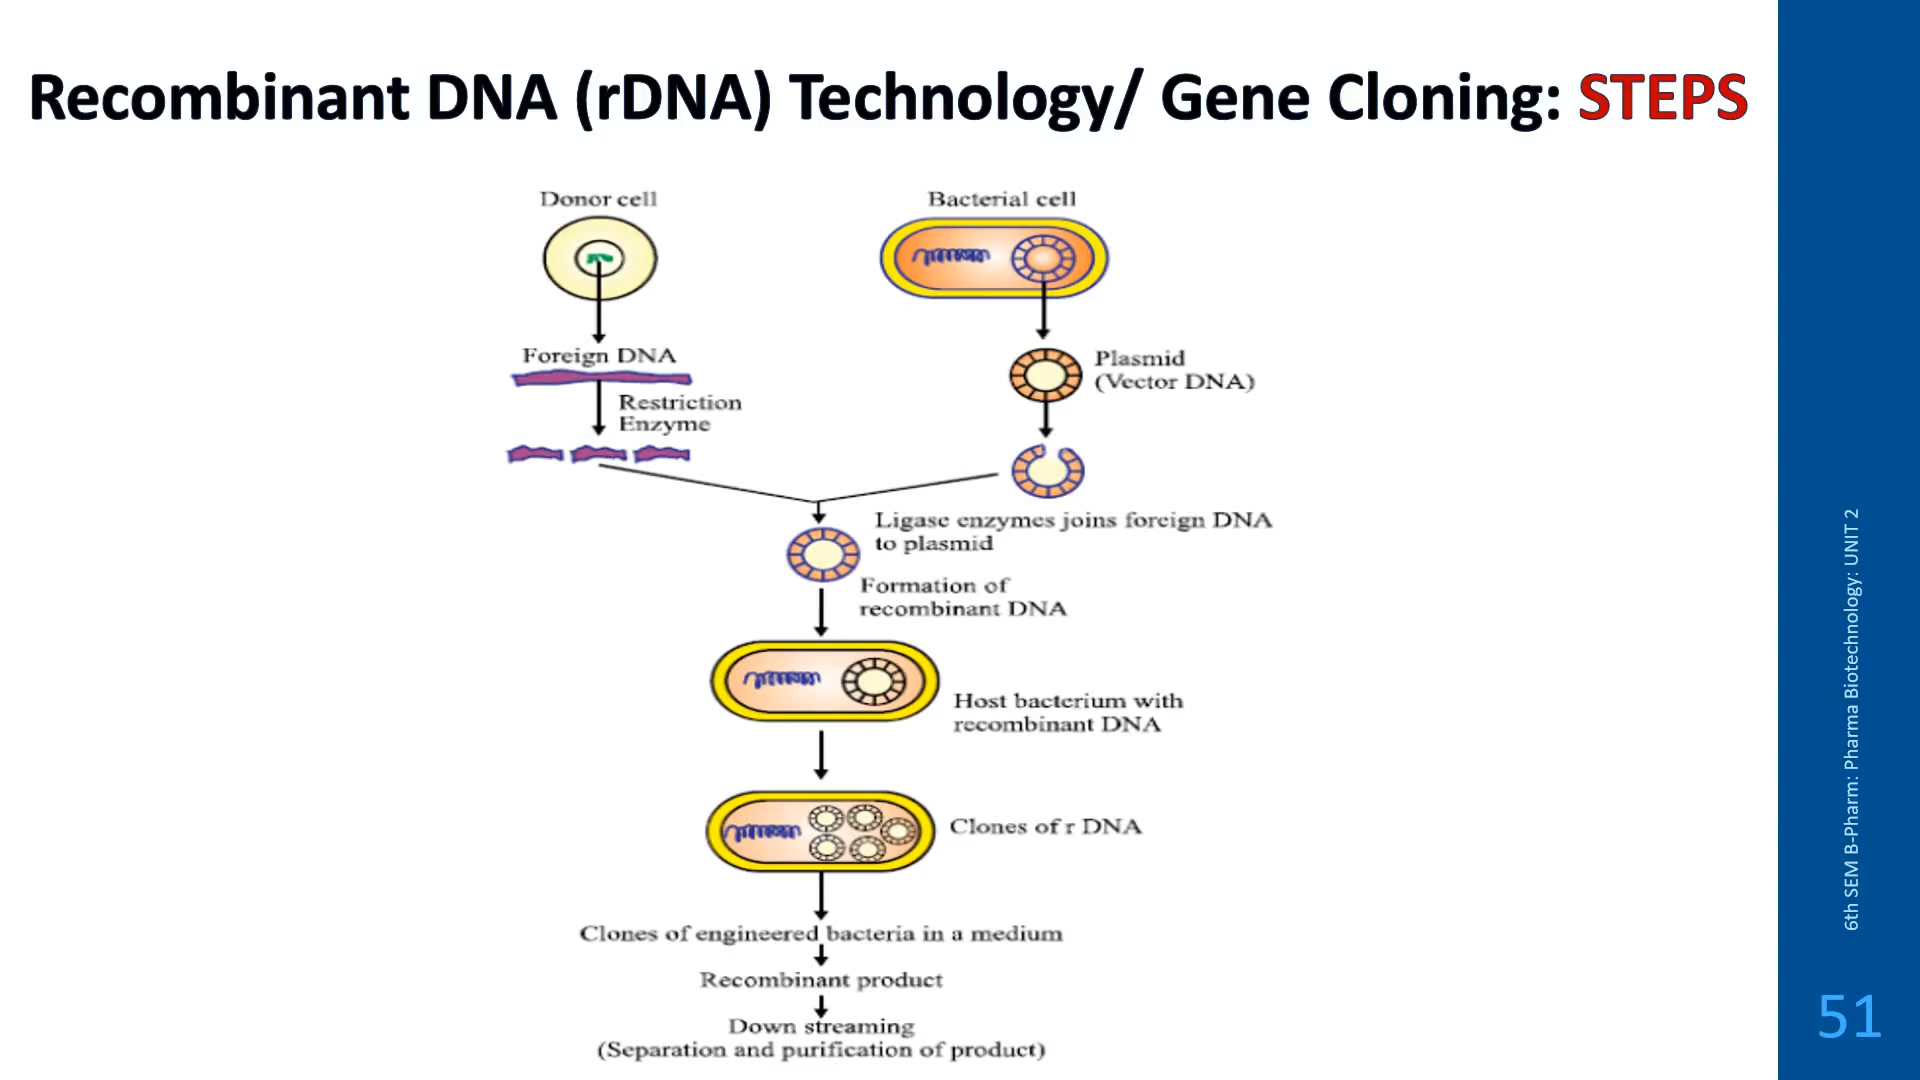 Recombinant DNA (rDNA) Technology/ Gene Cloning: STEPS
Donor cell
Bacterial cell
Foreign DNA
Plasmid
(Vector DNA)
Restriction
Enzyme
Ligase enzymes joins foreign DNA
to plasmid
Formation of
recombinant DNA
Host bacterium with
recombinant DNA
Clones of r DNA
Clones of engineered bacteria in a medium
Recombinant product
Down streaming
(Separation and purification of product)
6th SEM B-Pharm: Pharma Biotechnology: UNIT 2
51